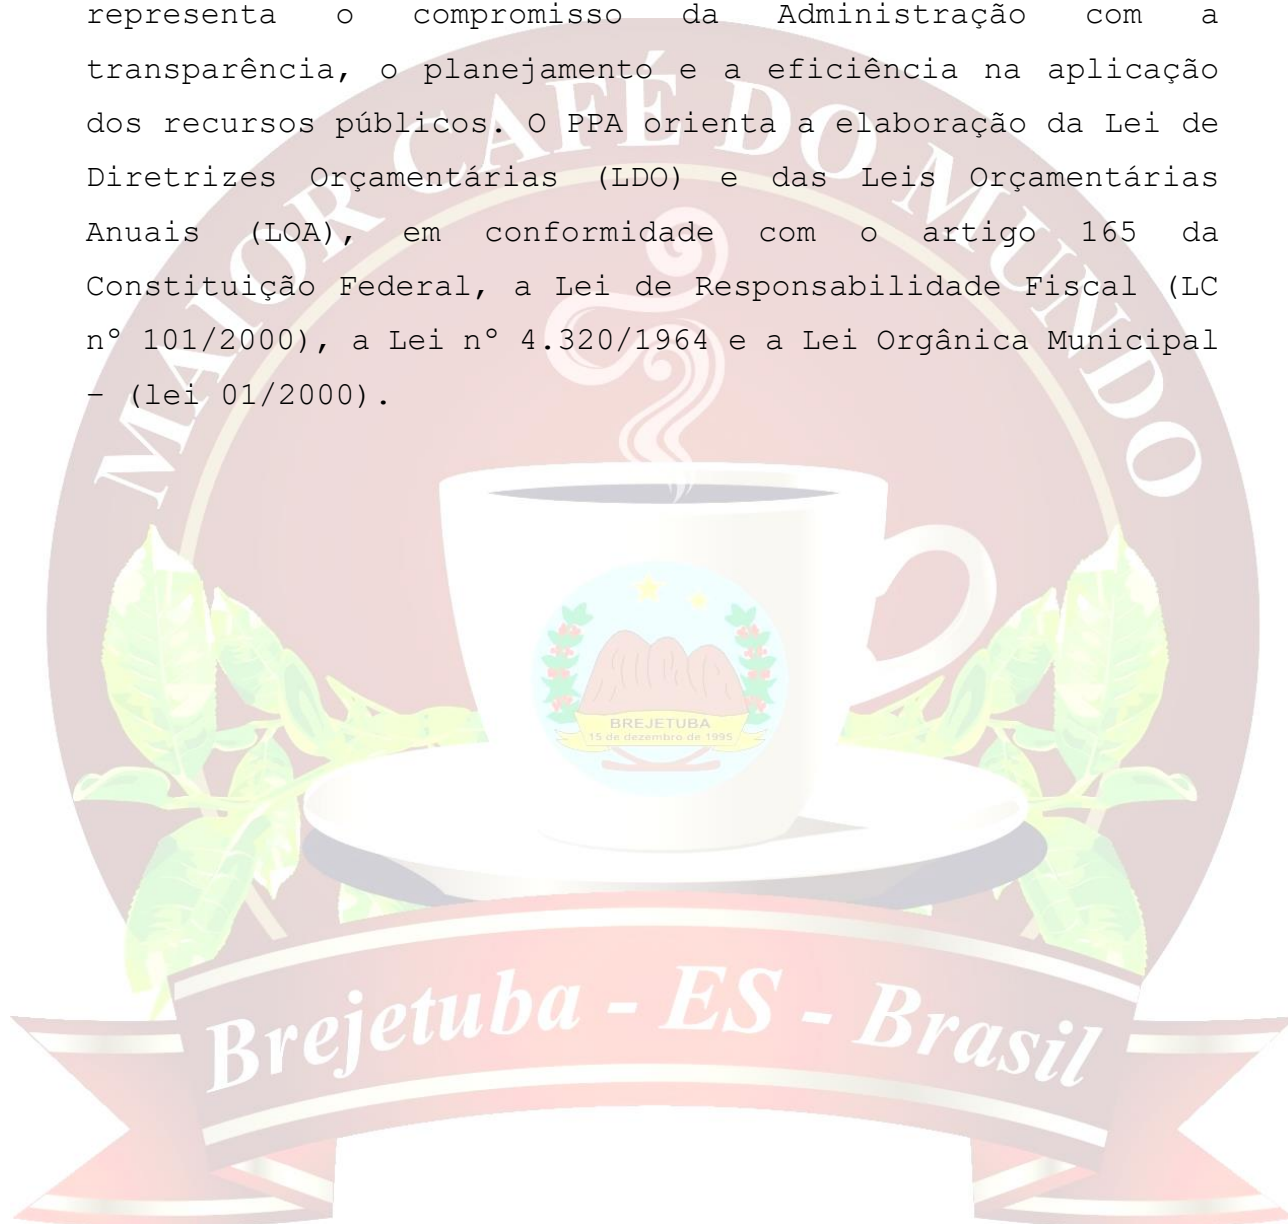 representa o compromisso da Administração com a
transparência, o planejamento e a eficiência na aplicação
dos recursos públicos. O PPA orienta a elaboração da Lei de
Diretrizes Orçamentárias (LDO) e das Leis Orçamentárias
Anuais (LOA), em conformidade com o artigo 165 da
Constituição Federal, a Lei de Responsabilidade Fiscal (LC
nº 101/2000), a Lei nº 4.320/1964 e a Lei Orgânica Municipal
– (lei 01/2000).
MAIOR CAFÉ DO MUNDO
BREJETUBA
15 de dezembro de 1995
Brejetuba - ES - Brasil